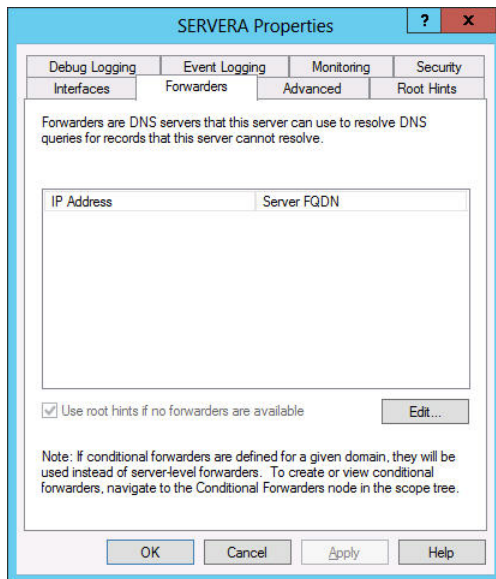 SERVERA Properties
? x
Debug Logging Event Logging Monitoring Security
Interfaces Forwarders Advanced Root Hints
Forwarders are DNS servers that this server can use to resolve DNS
queries for records that this server cannot resolve.
IP Address Server FQDN
Use root hints if no forwarders are available Edit...
Note: If conditional forwarders are defined for a given domain, they will be
used instead of server-level forwarders. To create or view conditional
forwarders, navigate to the Conditional Forwarders node in the scope tree.
OK Cancel Apply Help